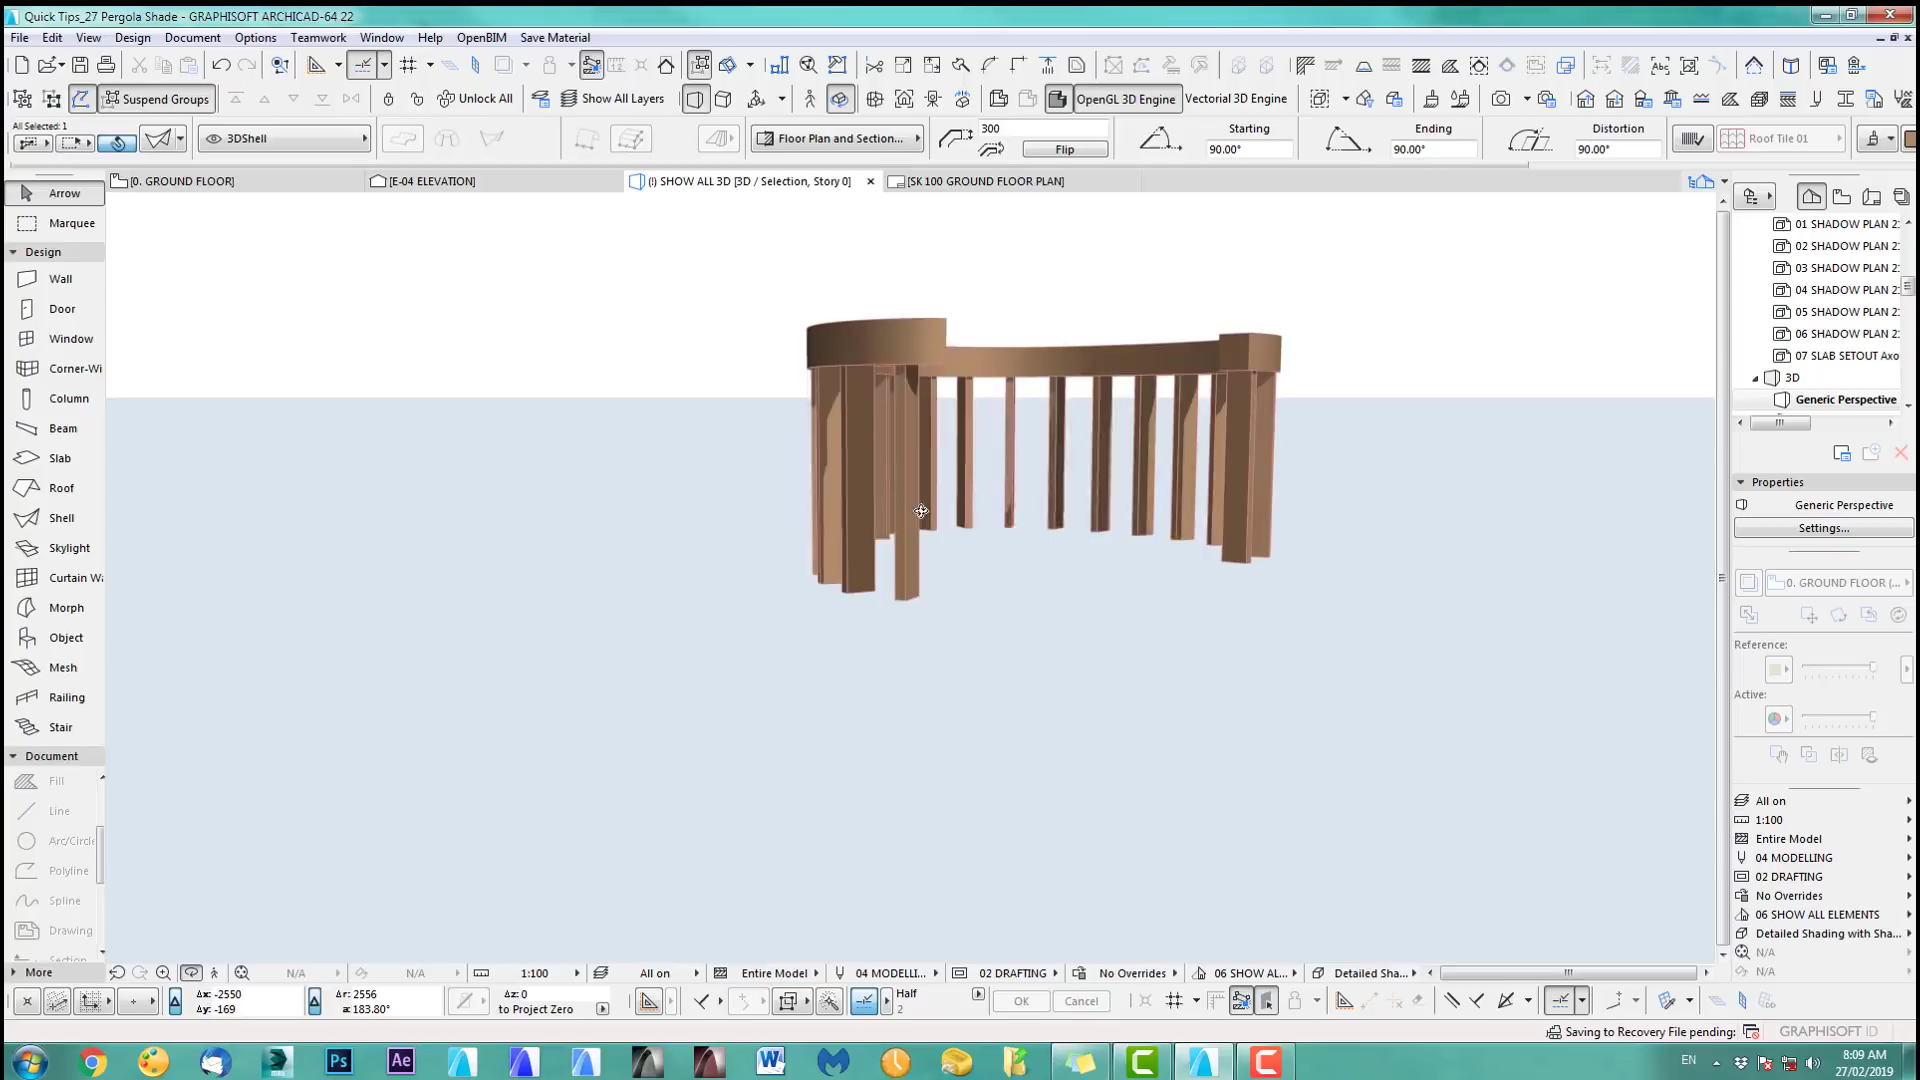 Quick Tips_27 Pergola Shade - GRAPHISOFT ARCHICAD-64 22
File Edit View Design Document Options Teamwork Window Help OpenBIM Save Material
Suspend Groups
Unlock All
Show All Layers
OpenGL 3D Engine
Vectorial 3D Engine
All Selected: 1
3DShell
Floor Plan and Section...
300
Flip
Starting
90.00°
Ending
90.00°
Distortion
90.00°
Roof Tile 01
[0. GROUND FLOOR]
[E-04 ELEVATION]
(!) SHOW ALL 3D [3D / Selection, Story 0]
[SK 100 GROUND FLOOR PLAN]
Arrow
Marquee
Design
Wall
Door
Window
Corner-Wi
Column
Beam
Slab
Roof
Shell
Skylight
Curtain Wa
Morph
Object
Mesh
Railing
Stair
Document
Fill
Line
Arc/Circle
Polyline
Spline
Drawing
More
01 SHADOW PLAN 2
02 SHADOW PLAN 2
03 SHADOW PLAN 2
04 SHADOW PLAN 2
05 SHADOW PLAN 2
06 SHADOW PLAN 2
07 SLAB SETOUT Axo
3D
Generic Perspective
Properties
Generic Perspective
Settings...
0. GROUND FLOOR (...
Reference:
Active:
All on
1:100
Entire Model
04 MODELLING
02 DRAFTING
No Overrides
06 SHOW ALL ELEMENTS
Detailed Shading with Sha...
N/A
N/A
N/A N/A 1:100 All on Entire Model 04 MODELLI... 02 DRAFTING No Overrides 06 SHOW AL... Detailed Sha...
Δx: -2550
Δy: -169
Δr: 2556
a: 183.80°
Δz: 0
to Project Zero
Half
2
OK
Cancel
Saving to Recovery File pending:
GRAPHISOFT ID
Ps
Ae
EN
8:09 AM
27/02/2019